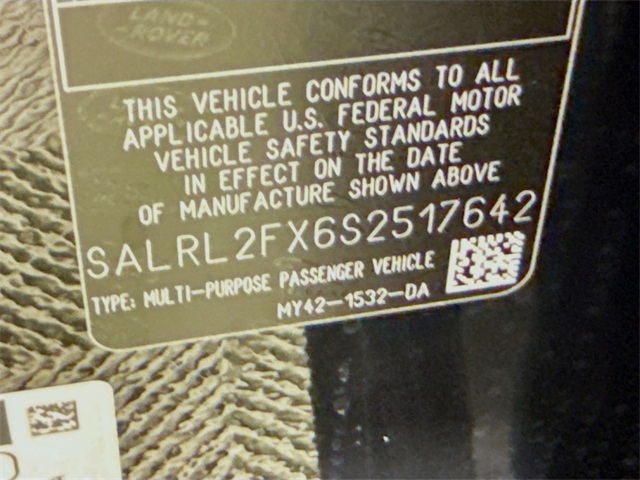 LAND-
-ROVER
THIS VEHICLE CONFORMS TO ALL
APPLICABLE U.S. FEDERAL MOTOR
VEHICLE SAFETY STANDARDS
IN EFFECT ON THE DATE
OF MANUFACTURE SHOWN ABOVE
SALRL2FX6S2517642
TYPE: MULTI-PURPOSE PASSENGER VEHICLE
MY42-1532-DA